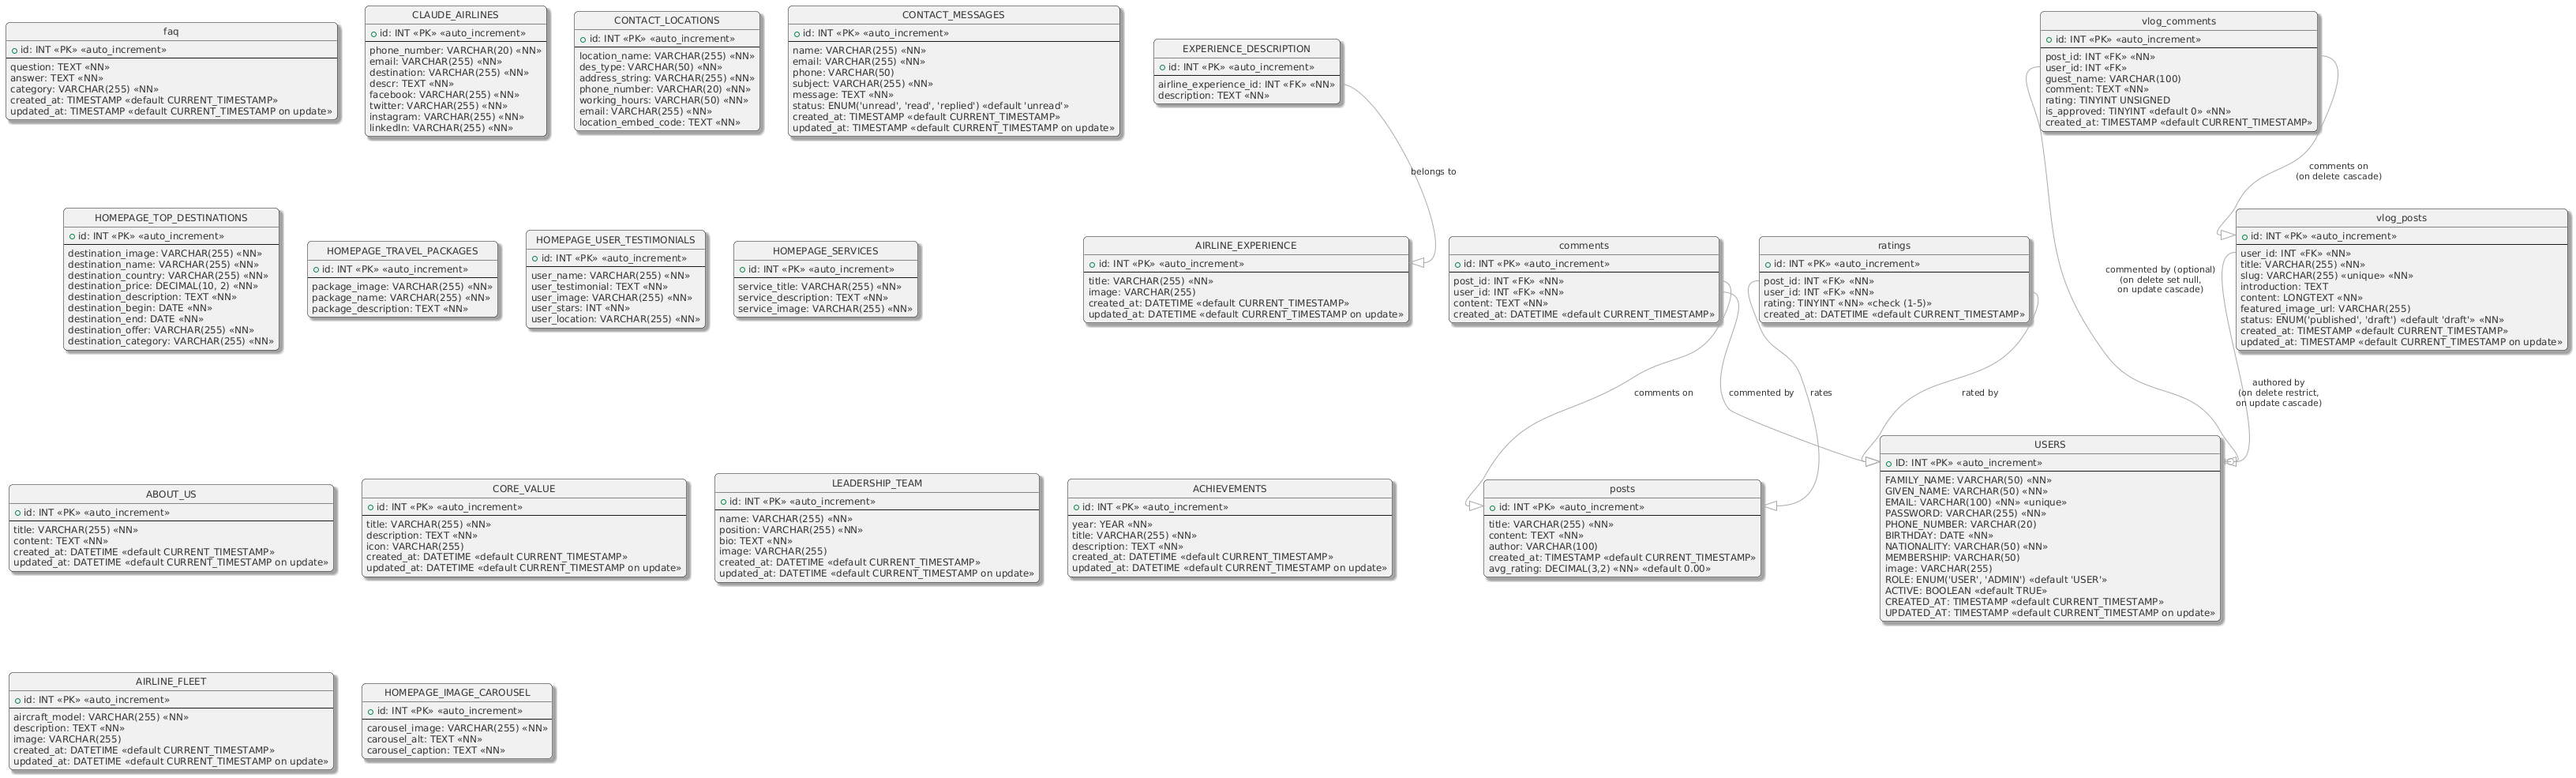 faq
id: INT «PK» «auto_increment»
question: TEXT «NN»
answer: TEXT «NN»
category: VARCHAR(255) «NN»
created_at: TIMESTAMP «default CURRENT_TIMESTAMP»
updated_at: TIMESTAMP «default CURRENT_TIMESTAMP on update»
CLAUDE_AIRLINES
id: INT «PK» «auto_increment»
phone_number: VARCHAR(20) «NN»
email: VARCHAR(255) «NN»
destination: VARCHAR(255) «NN»
descr: TEXT «NN»
facebook: VARCHAR(255) «NN»
twitter: VARCHAR(255) «NN»
instagram: VARCHAR(255) «NN»
linkedln: VARCHAR(255) «NN»
CONTACT_LOCATIONS
id: INT «PK» «auto_increment»
location_name: VARCHAR(255) «NN»
des_type: VARCHAR(50) «NN»
address_string: VARCHAR(255) «NN»
phone_number: VARCHAR(20) «NN»
working_hours: VARCHAR(50) «NN»
email: VARCHAR(255) «NN»
location_embed_code: TEXT «NN»
CONTACT_MESSAGES
id: INT «PK» «auto_increment»
name: VARCHAR(255) «NN»
email: VARCHAR(255) «NN»
phone: VARCHAR(50)
subject: VARCHAR(255) «NN»
message: TEXT «NN»
status: ENUM('unread', 'read', 'replied') «default 'unread'»
created_at: TIMESTAMP «default CURRENT_TIMESTAMP»
updated_at: TIMESTAMP «default CURRENT_TIMESTAMP on update»
EXPERIENCE_DESCRIPTION
id: INT «PK» «auto_increment»
airline_experience_id: INT «FK» «NN»
description: TEXT «NN»
vlog_comments
id: INT «PK» «auto_increment»
post_id: INT «FK» «NN»
user_id: INT «FK»
guest_name: VARCHAR(100)
comment: TEXT «NN»
rating: TINYINT UNSIGNED
is_approved: TINYINT «default 0» «NN»
created_at: TIMESTAMP «default CURRENT_TIMESTAMP»
belongs to
comments on
(on delete cascade)
HOMEPAGE_TOP_DESTINATIONS
id: INT «PK» «auto_increment»
destination_image: VARCHAR(255) «NN»
destination_name: VARCHAR(255) «NN»
destination_country: VARCHAR(255) «NN»
destination_price: DECIMAL(10, 2) «NN»
destination_description: TEXT «NN»
destination_begin: DATE «NN»
destination_end: DATE «NN»
destination_offer: VARCHAR(255) «NN»
destination_category: VARCHAR(255) «NN»
HOMEPAGE_TRAVEL_PACKAGES
id: INT «PK» «auto_increment»
package_image: VARCHAR(255) «NN»
package_name: VARCHAR(255) «NN»
package_description: TEXT «NN»
HOMEPAGE_USER_TESTIMONIALS
id: INT «PK» «auto_increment»
user_name: VARCHAR(255) «NN»
user_testimonial: TEXT «NN»
user_image: VARCHAR(255) «NN»
user_stars: INT «NN»
user_location: VARCHAR(255) «NN»
HOMEPAGE_SERVICES
id: INT «PK» «auto_increment»
service_title: VARCHAR(255) «NN»
service_description: TEXT «NN»
service_image: VARCHAR(255) «NN»
AIRLINE_EXPERIENCE
id: INT «PK» «auto_increment»
title: VARCHAR(255) «NN»
image: VARCHAR(255)
created_at: DATETIME «default CURRENT_TIMESTAMP»
updated_at: DATETIME «default CURRENT_TIMESTAMP on update»
comments
id: INT «PK» «auto_increment»
post_id: INT «FK» «NN»
user_id: INT «FK» «NN»
content: TEXT «NN»
created_at: DATETIME «default CURRENT_TIMESTAMP»
ratings
id: INT «PK» «auto_increment»
post_id: INT «FK» «NN»
user_id: INT «FK» «NN»
rating: TINYINT «NN» «check (1-5)»
created_at: DATETIME «default CURRENT_TIMESTAMP»
commented by (optional)
(on delete set null,
on update cascade)
vlog_posts
id: INT «PK» «auto_increment»
user_id: INT «FK» «NN»
title: VARCHAR(255) «NN»
slug: VARCHAR(255) «unique» «NN»
introduction: TEXT
content: LONGTEXT «NN»
featured_image_url: VARCHAR(255)
status: ENUM('published', 'draft') «default 'draft'» «NN»
created_at: TIMESTAMP «default CURRENT_TIMESTAMP»
updated_at: TIMESTAMP «default CURRENT_TIMESTAMP on update»
comments on
commented by
rates
rated by
authored by
(on delete restrict,
on update cascade)
ABOUT_US
id: INT «PK» «auto_increment»
title: VARCHAR(255) «NN»
content: TEXT «NN»
created_at: DATETIME «default CURRENT_TIMESTAMP»
updated_at: DATETIME «default CURRENT_TIMESTAMP on update»
CORE_VALUE
id: INT «PK» «auto_increment»
title: VARCHAR(255) «NN»
description: TEXT «NN»
icon: VARCHAR(255)
created_at: DATETIME «default CURRENT_TIMESTAMP»
updated_at: DATETIME «default CURRENT_TIMESTAMP on update»
LEADERSHIP_TEAM
id: INT «PK» «auto_increment»
name: VARCHAR(255) «NN»
position: VARCHAR(255) «NN»
bio: TEXT «NN»
image: VARCHAR(255)
created_at: DATETIME «default CURRENT_TIMESTAMP»
updated_at: DATETIME «default CURRENT_TIMESTAMP on update»
ACHIEVEMENTS
id: INT «PK» «auto_increment»
year: YEAR «NN»
title: VARCHAR(255) «NN»
description: TEXT «NN»
created_at: DATETIME «default CURRENT_TIMESTAMP»
updated_at: DATETIME «default CURRENT_TIMESTAMP on update»
posts
id: INT «PK» «auto_increment»
title: VARCHAR(255) «NN»
content: TEXT «NN»
author: VARCHAR(100)
created_at: TIMESTAMP «default CURRENT_TIMESTAMP»
avg_rating: DECIMAL(3,2) «NN» «default 0.00»
USERS
ID: INT «PK» «auto_increment»
FAMILY_NAME: VARCHAR(50) «NN»
GIVEN_NAME: VARCHAR(50) «NN»
EMAIL: VARCHAR(100) «NN» «unique»
PASSWORD: VARCHAR(255) «NN»
PHONE_NUMBER: VARCHAR(20)
BIRTHDAY: DATE «NN»
NATIONALITY: VARCHAR(50) «NN»
MEMBERSHIP: VARCHAR(50)
image: VARCHAR(255)
ROLE: ENUM('USER', 'ADMIN') «default 'USER'»
ACTIVE: BOOLEAN «default TRUE»
CREATED_AT: TIMESTAMP «default CURRENT_TIMESTAMP»
UPDATED_AT: TIMESTAMP «default CURRENT_TIMESTAMP on update»
AIRLINE_FLEET
id: INT «PK» «auto_increment»
aircraft_model: VARCHAR(255) «NN»
description: TEXT «NN»
image: VARCHAR(255)
created_at: DATETIME «default CURRENT_TIMESTAMP»
updated_at: DATETIME «default CURRENT_TIMESTAMP on update»
HOMEPAGE_IMAGE_CAROUSEL
id: INT «PK» «auto_increment»
carousel_image: VARCHAR(255) «NN»
carousel_alt: TEXT «NN»
carousel_caption: TEXT «NN»